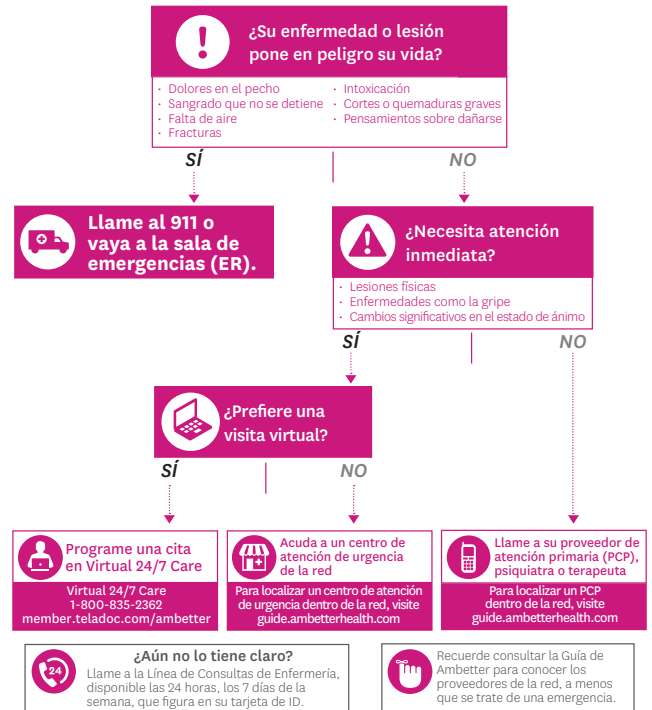 ¿Su enfermedad o lesión
pone en peligro su vida?
· Dolores en el pecho
· Sangrado que no se detiene
· Falta de aire
· Fracturas
· Intoxicación
· Cortes o quemaduras graves
· Pensamientos sobre dañarse
SÍ
NO
Llame al 911 o
vaya a la sala de
emergencias (ER).
¿Necesita atención
inmediata?
· Lesiones físicas
· Enfermedades como la gripe
· Cambios significativos en el estado de ánimo
SÍ
NO
¿Prefiere una
visita virtual?
SÍ
NO
Programe una cita
en Virtual 24/7 Care
Virtual 24/7 Care
1-800-835-2362
member.teladoc.com/ambetter
Acuda a un centro de
atención de urgencia
de la red
Para localizar un centro de atención
de urgencia dentro de la red, visite
guide.ambetterhealth.com
Llame a su proveedor de
atención primaria (PCP),
psiquiatra o terapeuta
Para localizar un PCP
dentro de la red, visite
guide.ambetterhealth.com
24
¿Aún no lo tiene claro?
Llame a la Línea de Consultas de Enfermería,
disponible las 24 horas, los 7 días de la
semana, que figura en su tarjeta de ID.
Recuerde consultar la Guía de
Ambetter para conocer los
proveedores de la red, a menos
que se trate de una emergencia.